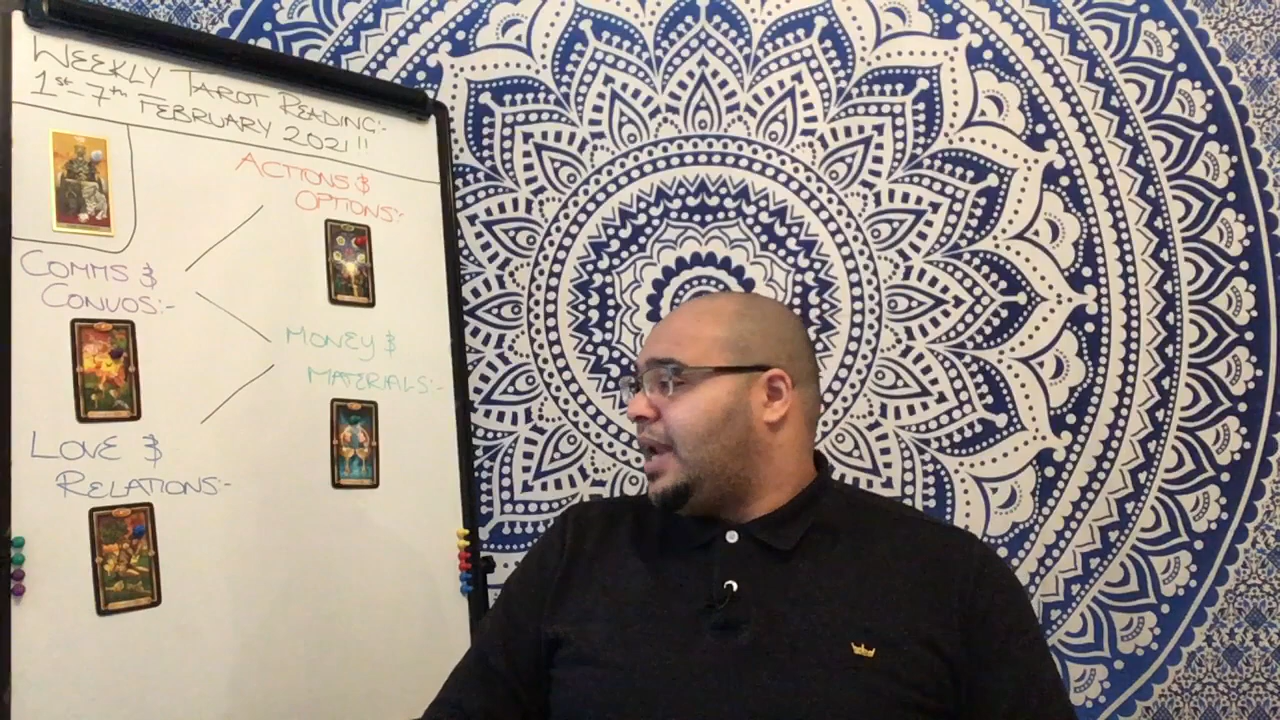 WEEKLY TAROT READING:-
1st-7th FEBRUARY 2021!!
ACTIONS &
OPTIONS:-
COMMS &
CONVOS:-
MONEY &
MATERIALS:-
LOVE &
RELATIONS:-